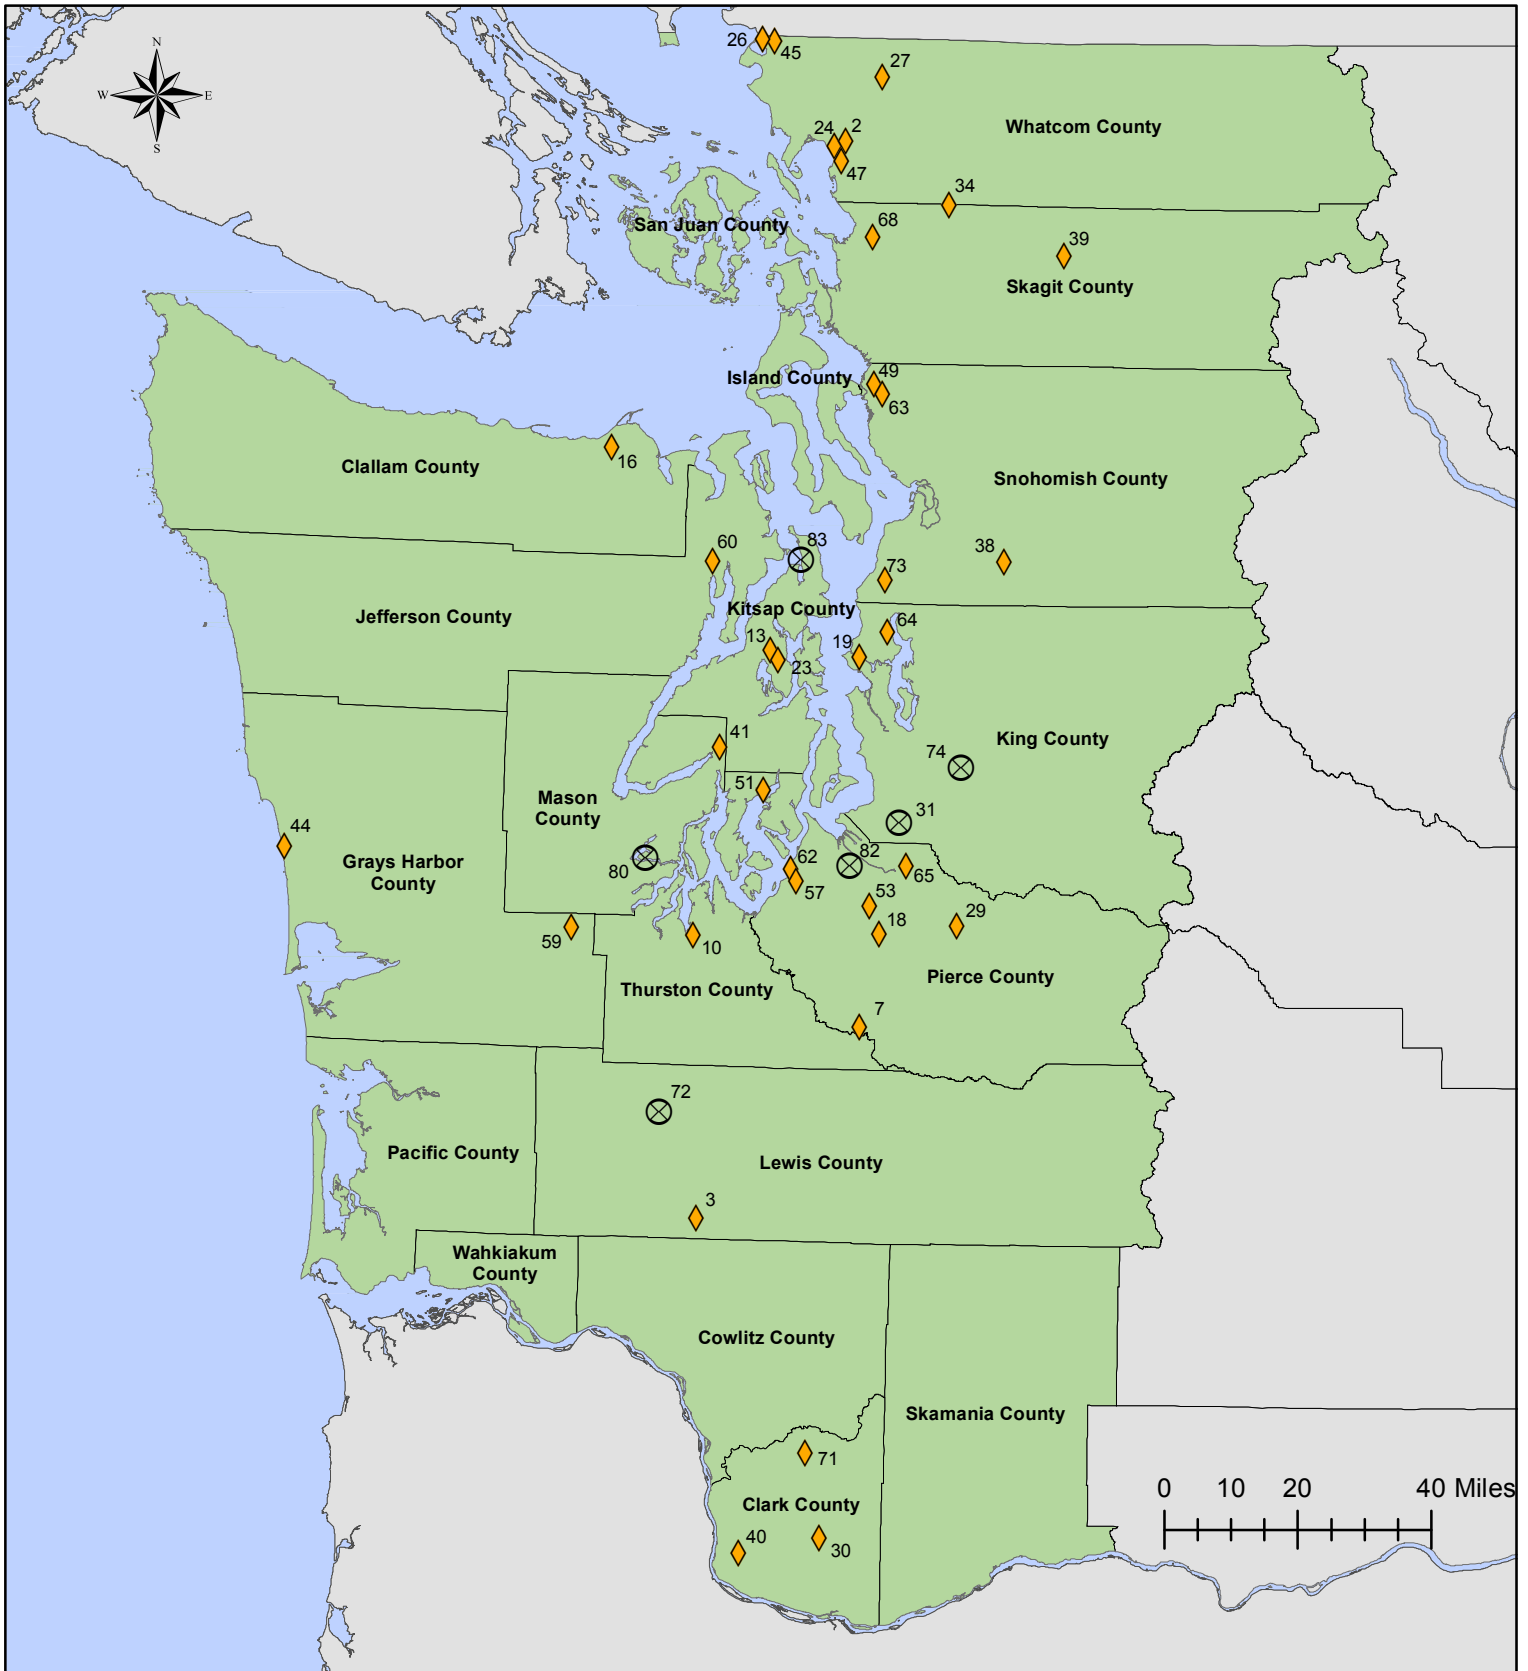 26
45
27
N
W
E
S
24
2
Whatcom County
47
34
San Juan County
68
39
Skagit County
49
Island County
63
16
Clallam County
Snohomish County
60
83
38
73
Kitsap County
Jefferson County
64
13
19
23
41
King County
74
51
Mason
County
31
44
Grays Harbor
County
80
62
82
65
57
53
29
18
59
10
Pierce County
Thurston County
7
72
Pacific County
Lewis County
3
Wahkiakum
County
Cowlitz County
Skamania County
71
0 10 20 40 Miles
Clark County
40
30